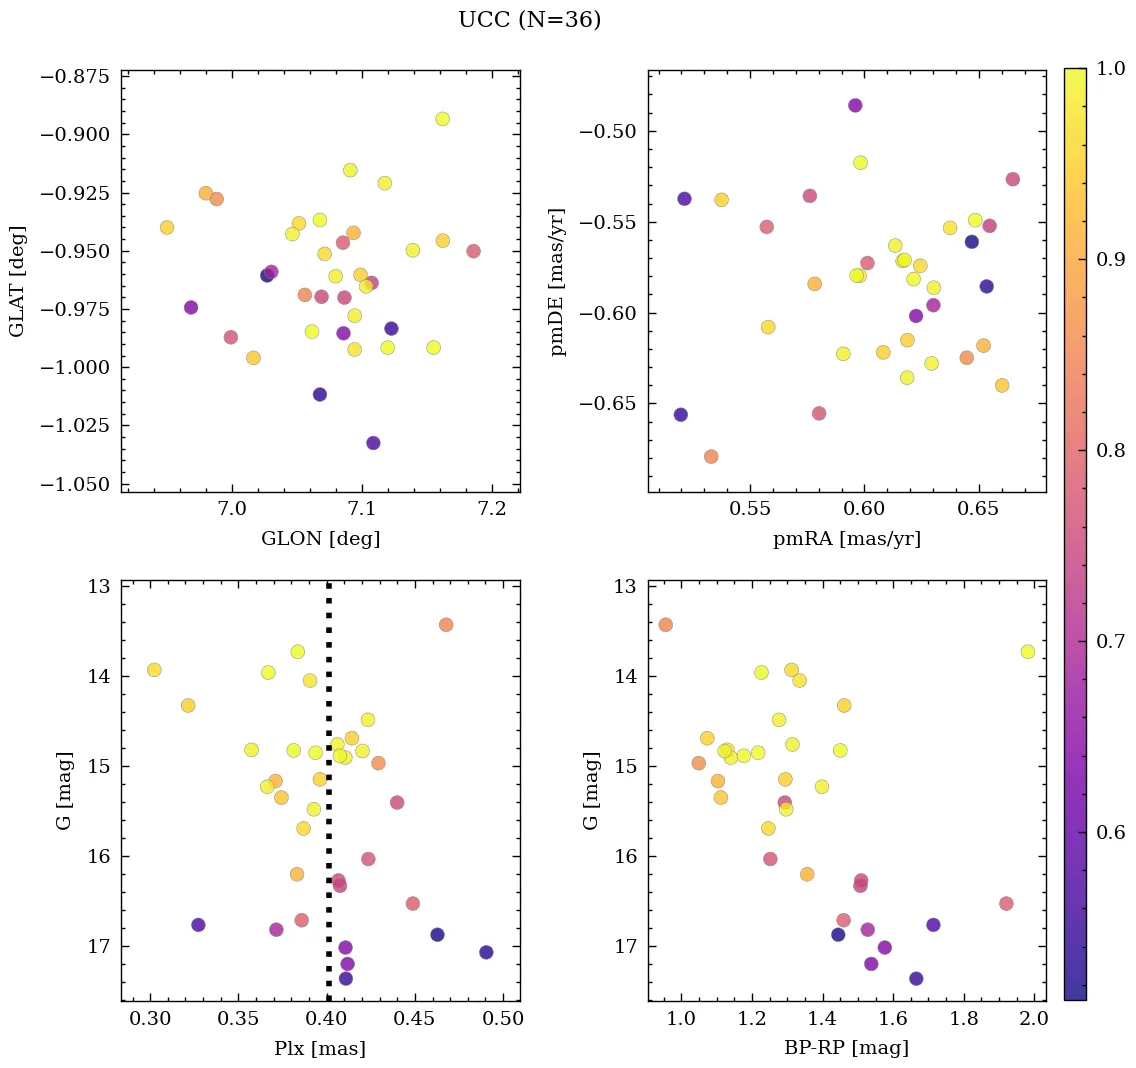 UCC (N=36)
−0.875
−0.900
−0.925
−0.950
−0.975
−1.000
−1.025
−1.050
GLAT [deg]
7.0 7.1 7.2
GLON [deg]
−0.50
−0.55
−0.60
−0.65
pmDE [mas/yr]
0.55 0.60 0.65
pmRA [mas/yr]
13
14
15
16
17
G [mag]
0.30 0.35 0.40 0.45 0.50
Plx [mas]
13
14
15
16
17
G [mag]
1.0 1.2 1.4 1.6 1.8 2.0
BP-RP [mag]
1.0
0.9
0.8
0.7
0.6